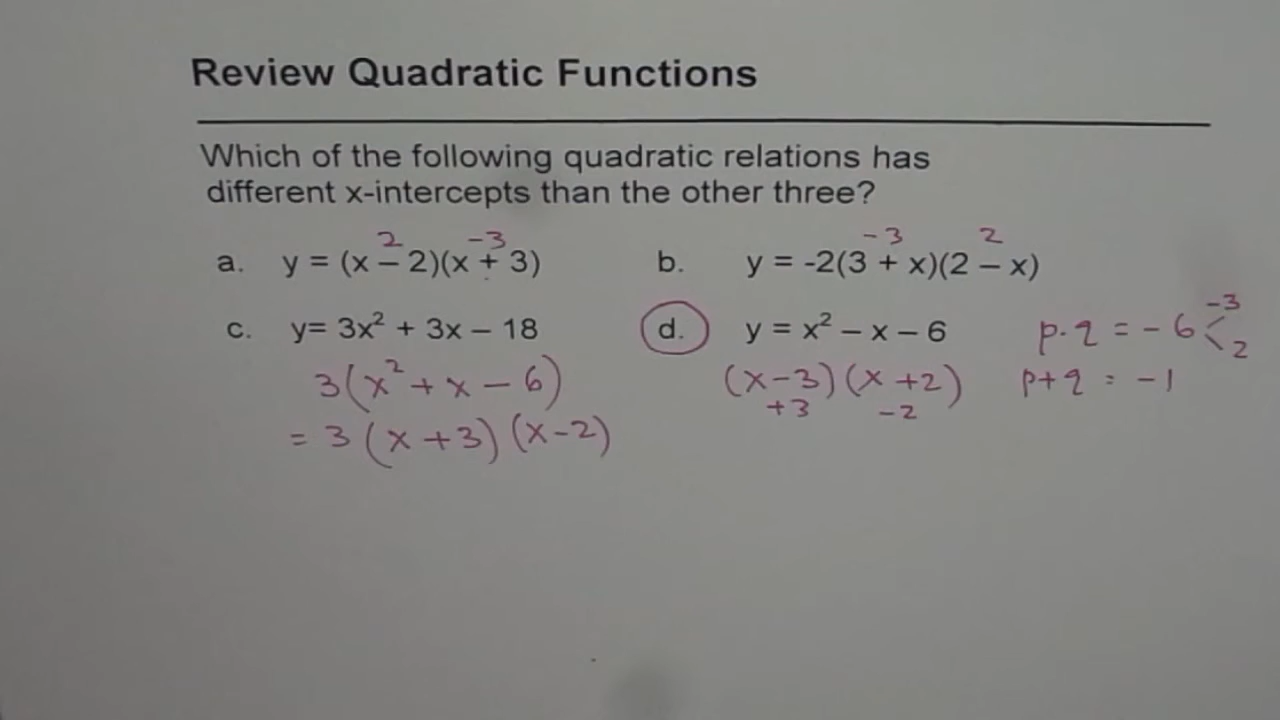 Review Quadratic Functions
Which of the following quadratic relations has
different x-intercepts than the other three?
2 -3 -3 2
a. y = (x – 2)(x + 3) b. y = -2(3 + x)(2 – x)
-3
c. y= 3x² + 3x – 18 d. y = x² – x – 6 p·q = -6 < 2
3(x² + x - 6) (x-3)(x+2) p+q = -1
+3 -2
= 3(x+3)(x-2)